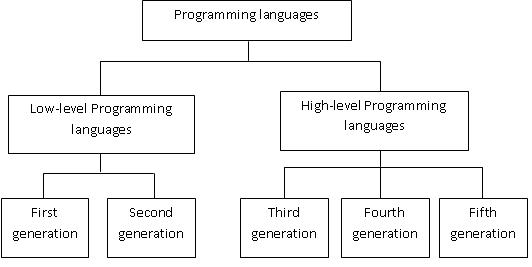 Programming languages
Low-level Programming
languages
High-level Programming
languages
First
generation
Second
generation
Third
generation
Fourth
generation
Fifth
generation